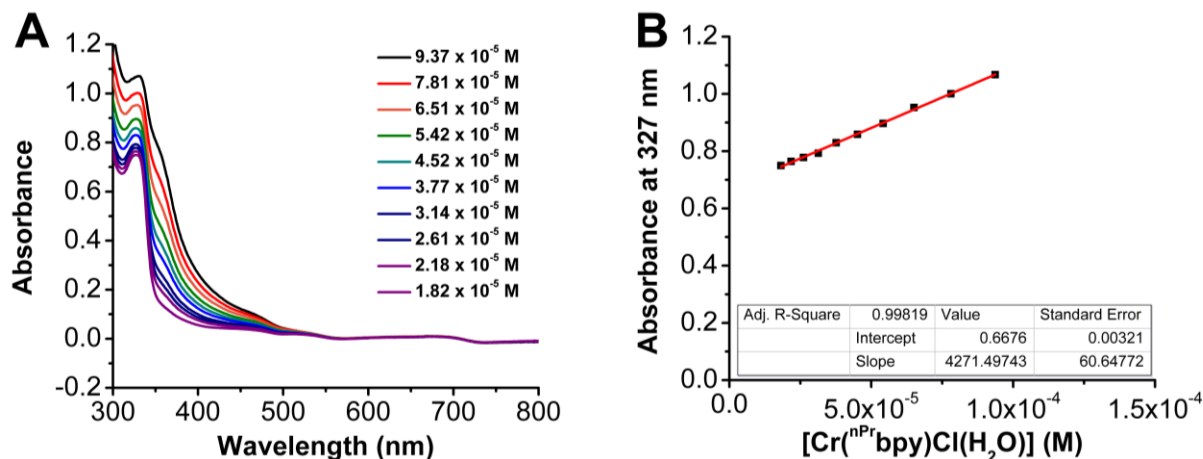 A
Absorbance
1.2
1.0
0.8
0.6
0.4
0.2
0.0
-0.2
300 400 500 600 700 800
Wavelength (nm)
9.37 x 10⁻⁵ M
7.81 x 10⁻⁵ M
6.51 x 10⁻⁵ M
5.42 x 10⁻⁵ M
4.52 x 10⁻⁵ M
3.77 x 10⁻⁵ M
3.14 x 10⁻⁵ M
2.61 x 10⁻⁵ M
2.18 x 10⁻⁵ M
1.82 x 10⁻⁵ M
B
Absorbance at 327 nm
1.2
1.0
0.8
0.6
0.4
0.2
0.0
Adj. R-Square 0.99819 Value Standard Error
Intercept 0.6676 0.00321
Slope 4271.49743 60.64772
0.0 5.0x10⁻⁵ 1.0x10⁻⁴ 1.5x10⁻⁴
[Cr(ⁿᴾʳbpy)Cl(H₂O)] (M)